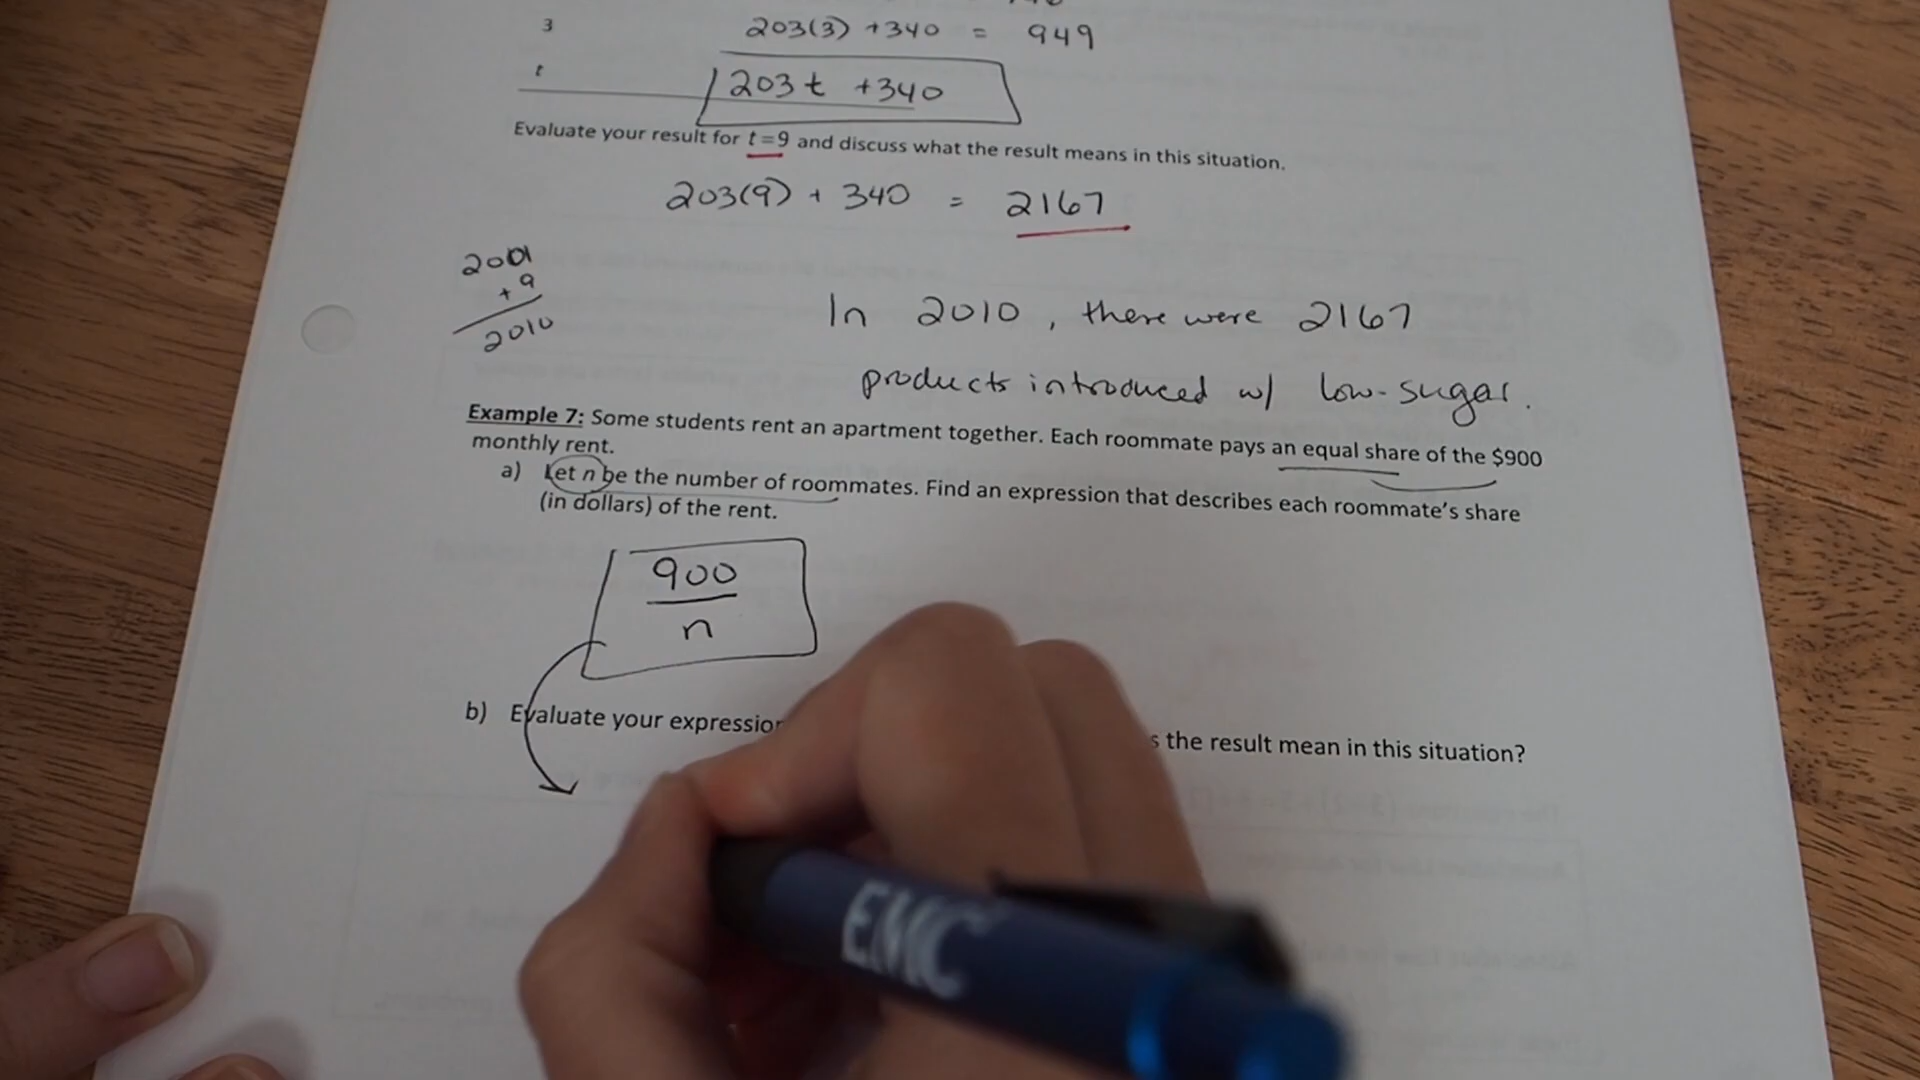 3 203(3) +340 = 949
t 203t +340
Evaluate your result for t=9 and discuss what the result means in this situation.
203(9) + 340 = 2167
2001
+ 9
2010
In 2010, there were 2167
products introduced w/ low-sugar.
Example 7: Some students rent an apartment together. Each roommate pays an equal share of the $900
monthly rent.
a) Let n be the number of roommates. Find an expression that describes each roommate's share
(in dollars) of the rent.
900
n
b) Evaluate your expression the result mean in this situation?
EMC